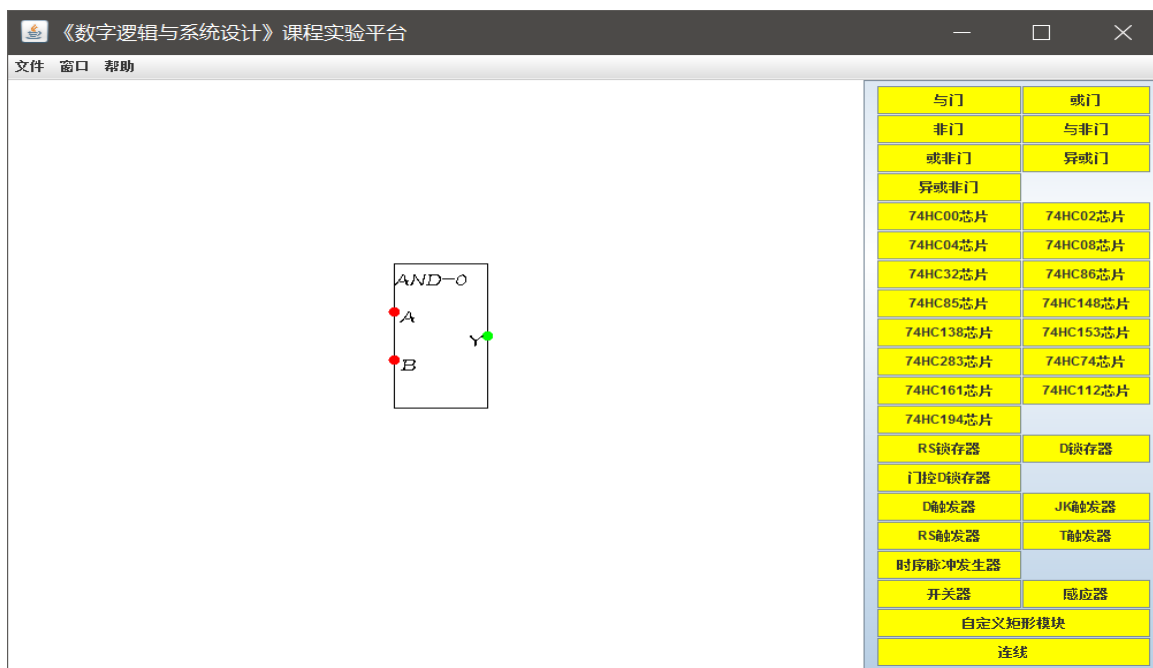 《数字逻辑与系统设计》课程实验平台
文件 窗口 帮助
与门 或门
非门 与非门
或非门 异或门
异或非门
74HC00芯片 74HC02芯片
74HC04芯片 74HC08芯片
AND-0
74HC32芯片 74HC86芯片
74HC85芯片 74HC148芯片
A
74HC138芯片 74HC153芯片
Y
B
74HC283芯片 74HC74芯片
74HC161芯片 74HC112芯片
74HC194芯片
RS锁存器 D锁存器
门控D锁存器
D触发器 JK触发器
RS触发器 T触发器
时序脉冲发生器
开关器 感应器
自定义矩形模块
连线